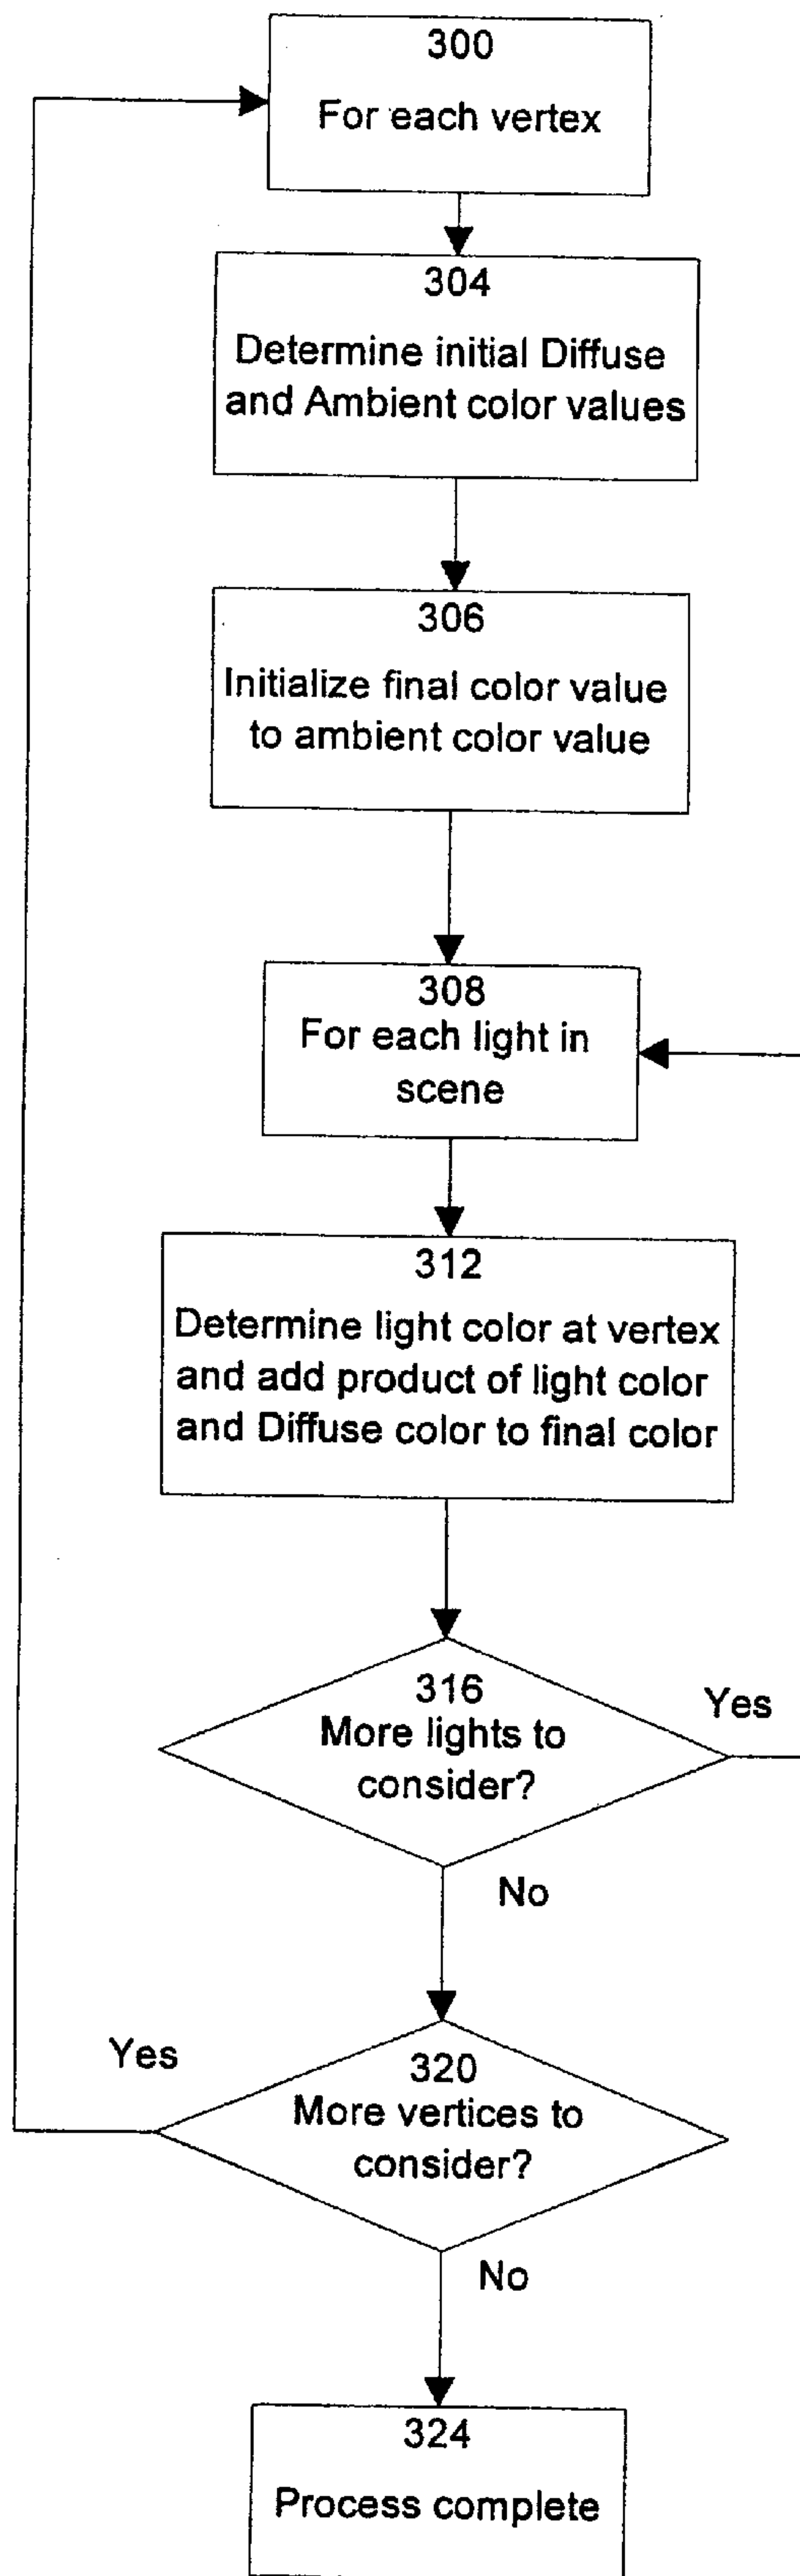 300
For each vertex
304
Determine initial Diffuse
and Ambient color values
306
Initialize final color value
to ambient color value
308
For each light in
scene
312
Determine light color at vertex
and add product of light color
and Diffuse color to final color
316
More lights to
consider?
Yes
No
Yes
320
More vertices to
consider?
No
324
Process complete